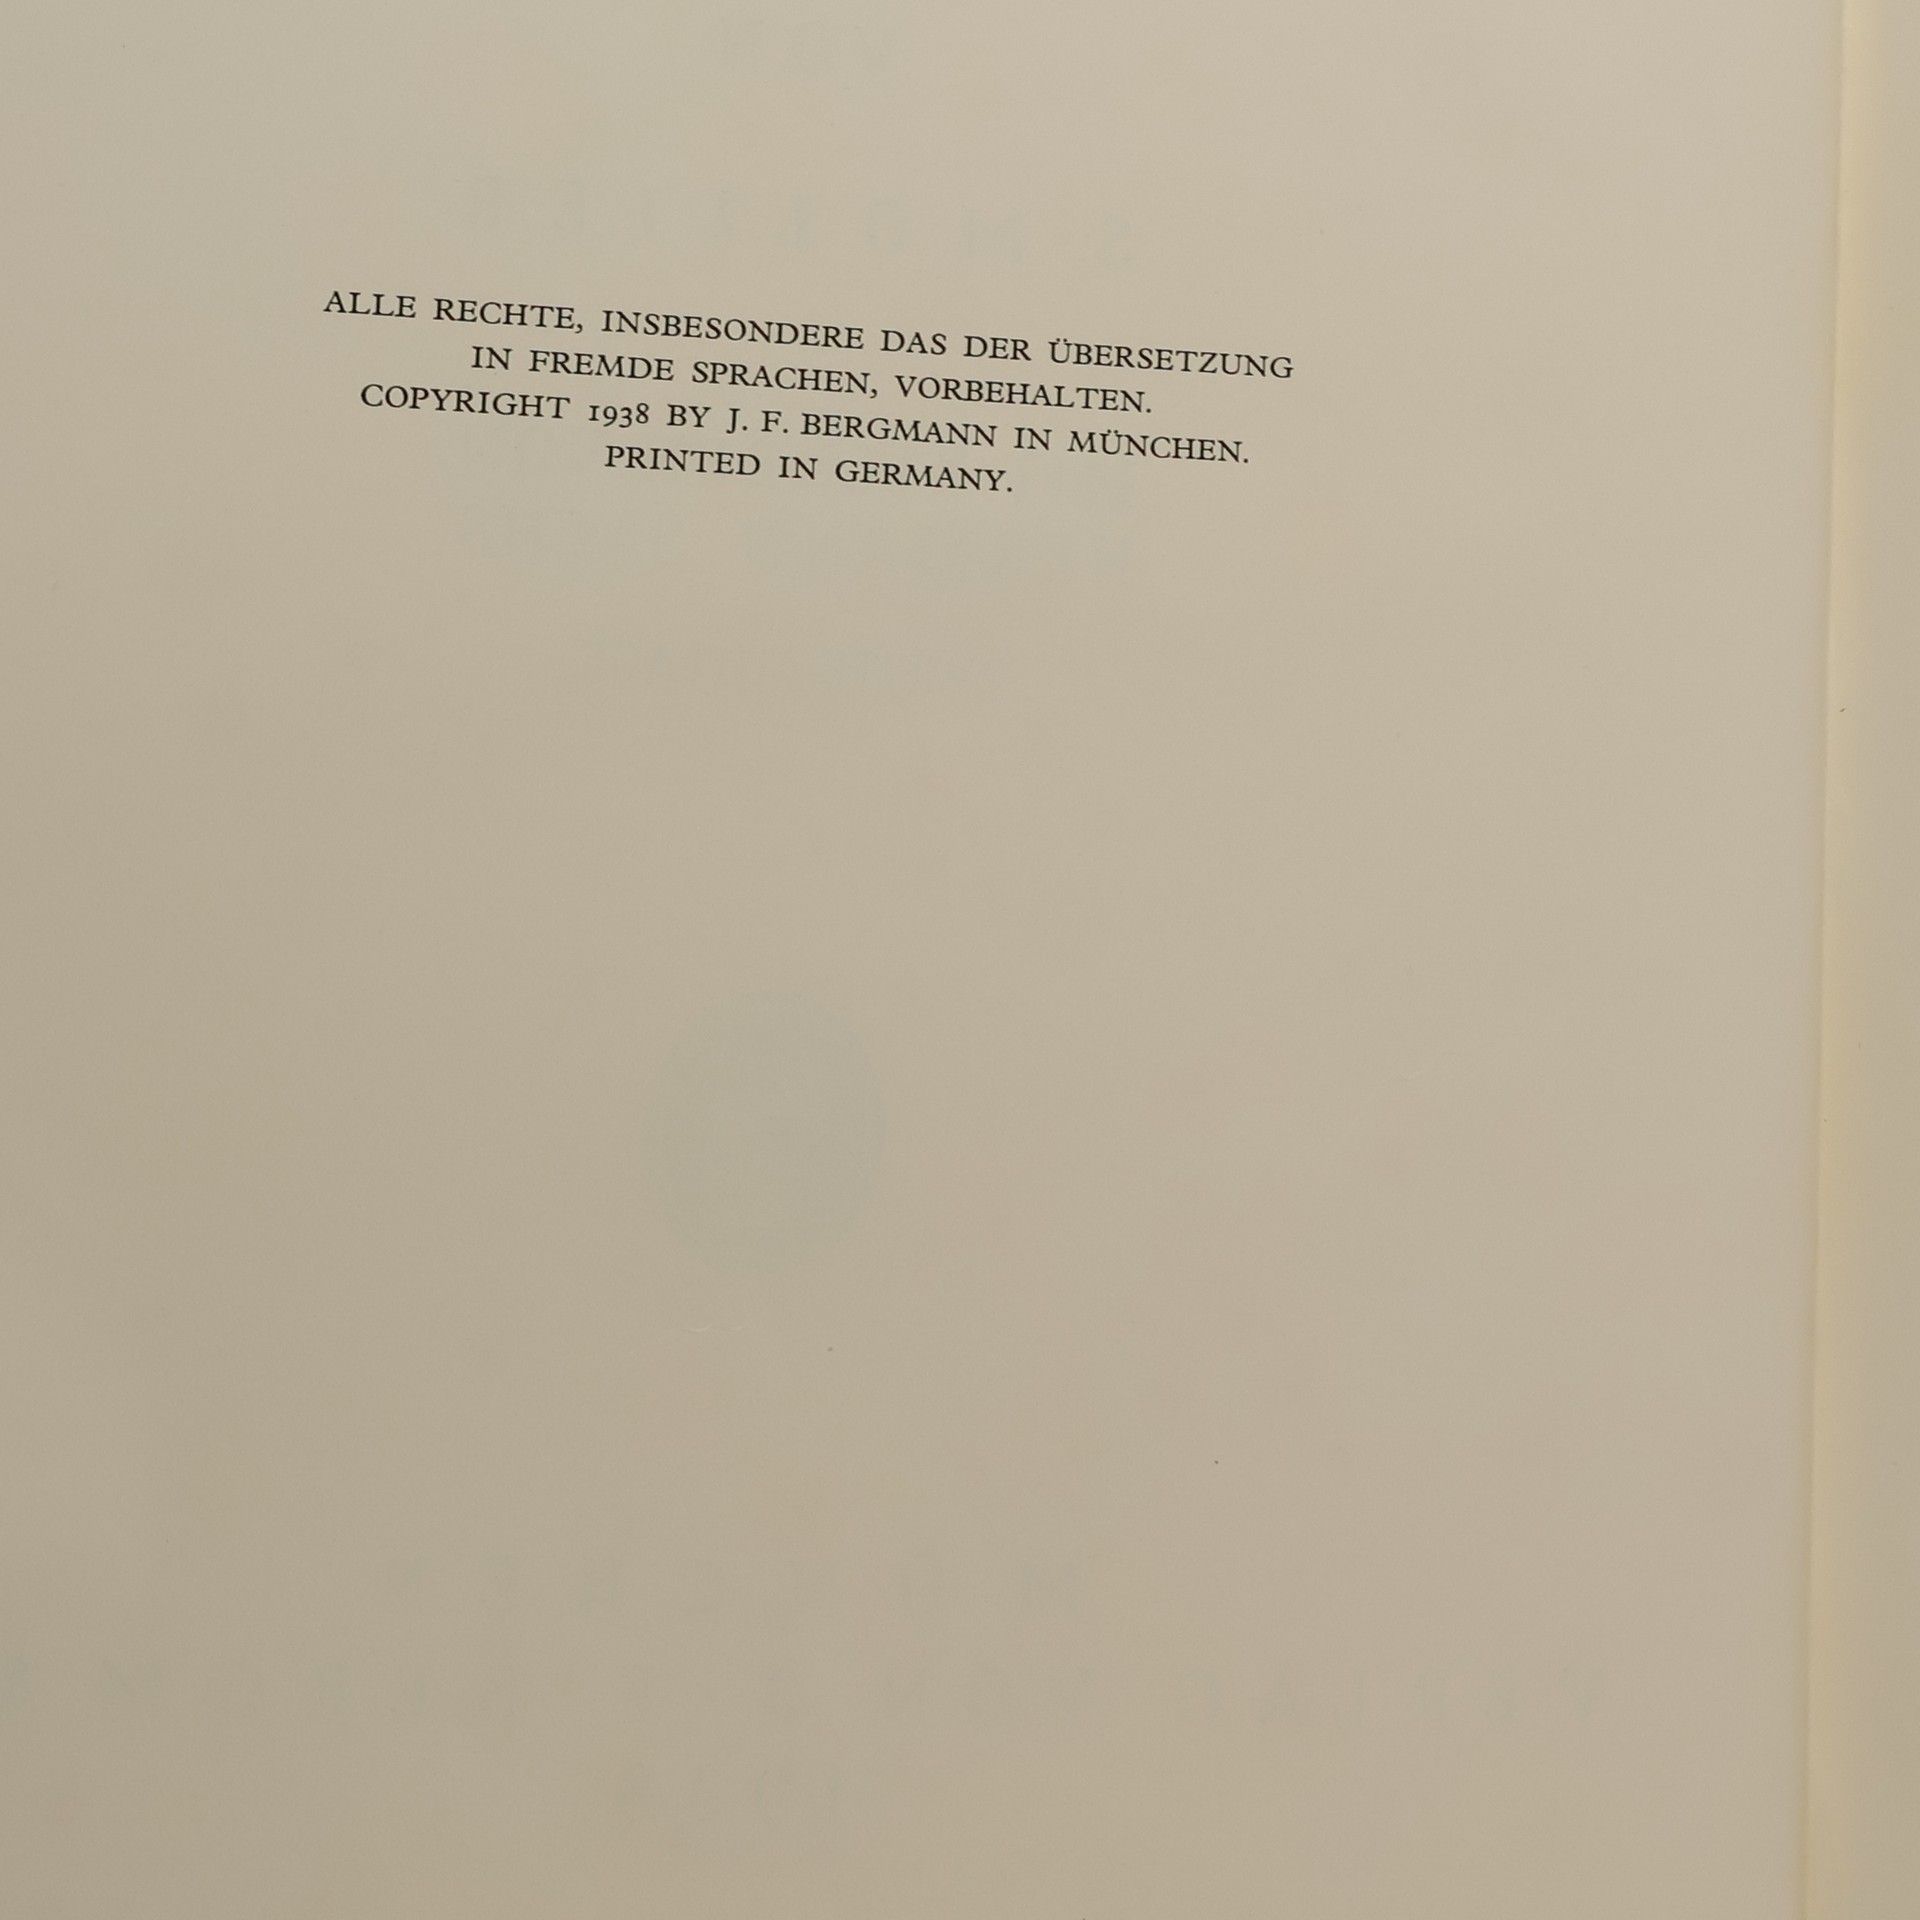 ALLE RECHTE, INSBESONDERE DAS DER ÜBERSETZUNG
IN FREMDE SPRACHEN, VORBEHALTEN.
COPYRIGHT 1938 BY J. F. BERGMANN IN MÜNCHEN.
PRINTED IN GERMANY.